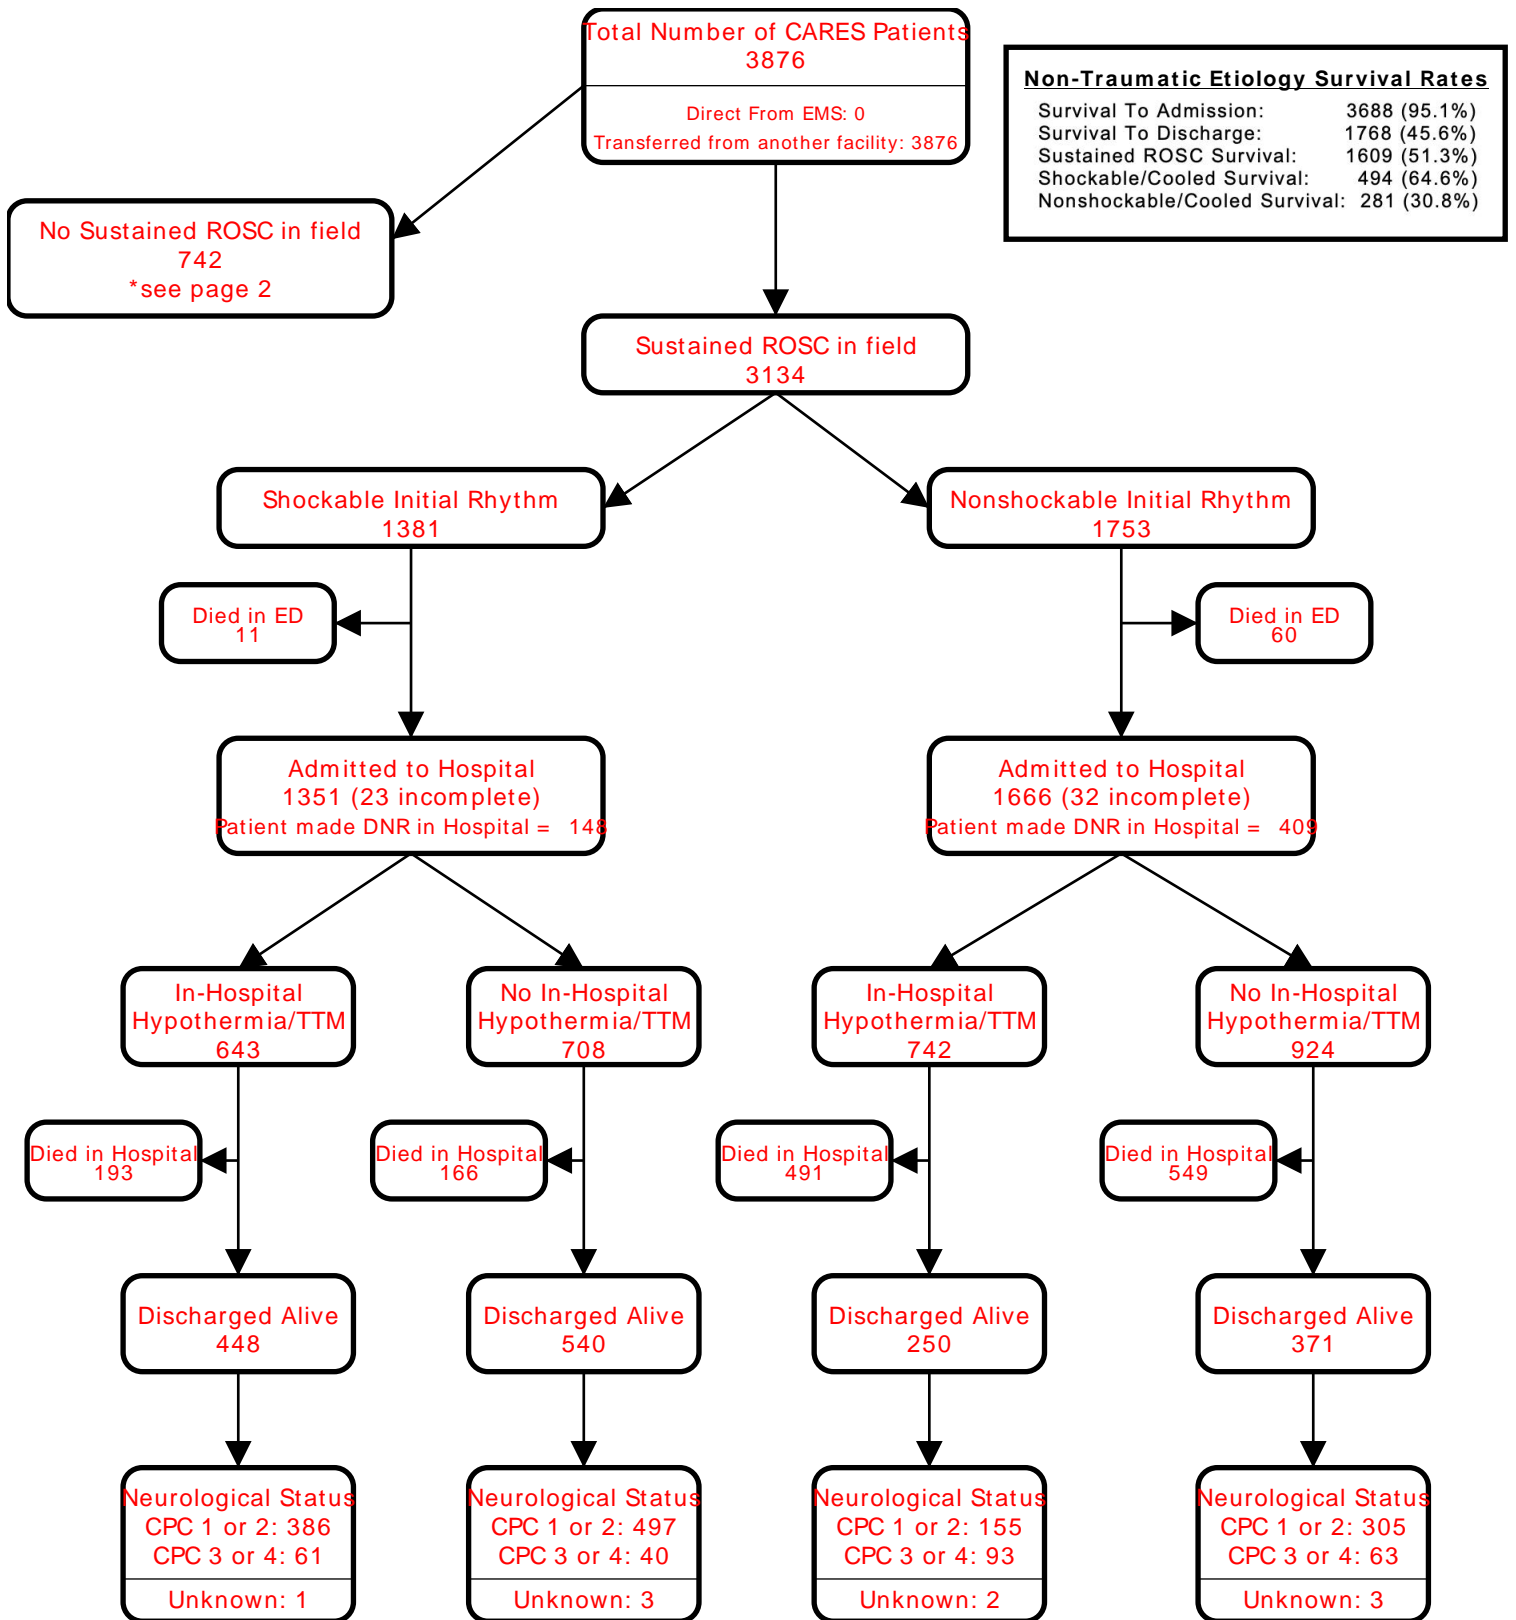 Total Number of CARES Patients
3876
Direct From EMS: 0
Transferred from another facility: 3876
Non-Traumatic Etiology Survival Rates
Survival To Admission: 3688 (95.1%)
Survival To Discharge: 1768 (45.6%)
Sustained ROSC Survival: 1609 (51.3%)
Shockable/Cooled Survival: 494 (64.6%)
Nonshockable/Cooled Survival: 281 (30.8%)
No Sustained ROSC in field
742
*see page 2
Sustained ROSC in field
3134
Shockable Initial Rhythm
1381
Nonshockable Initial Rhythm
1753
Died in ED
11
Died in ED
60
Admitted to Hospital
1351 (23 incomplete)
Patient made DNR in Hospital = 148
Admitted to Hospital
1666 (32 incomplete)
Patient made DNR in Hospital = 409
In-Hospital
Hypothermia/TTM
643
No In-Hospital
Hypothermia/TTM
708
In-Hospital
Hypothermia/TTM
742
No In-Hospital
Hypothermia/TTM
924
Died in Hospital
193
Died in Hospital
166
Died in Hospital
491
Died in Hospital
549
Discharged Alive
448
Discharged Alive
540
Discharged Alive
250
Discharged Alive
371
Neurological Status
CPC 1 or 2: 386
CPC 3 or 4: 61
Unknown: 1
Neurological Status
CPC 1 or 2: 497
CPC 3 or 4: 40
Unknown: 3
Neurological Status
CPC 1 or 2: 155
CPC 3 or 4: 93
Unknown: 2
Neurological Status
CPC 1 or 2: 305
CPC 3 or 4: 63
Unknown: 3